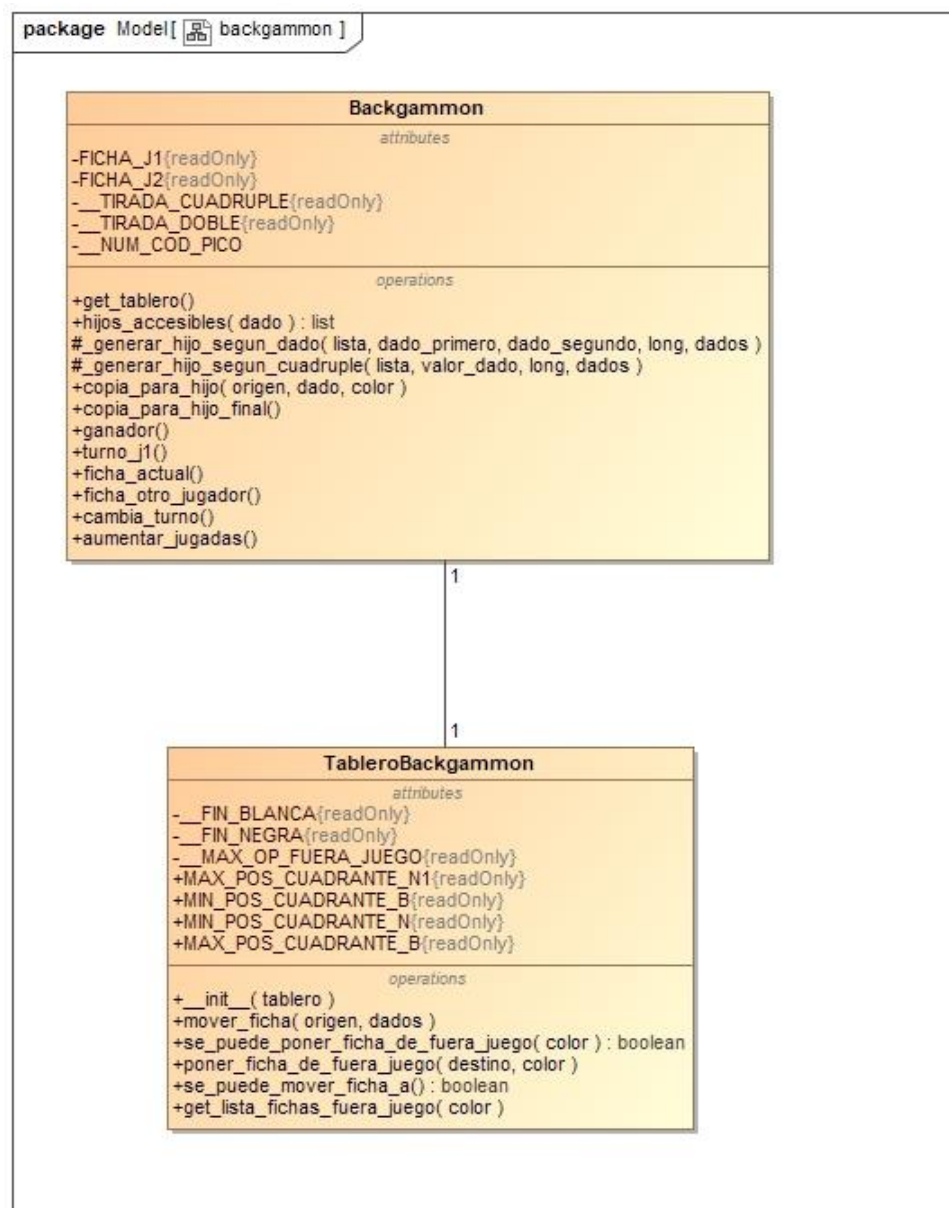 package Model[ backgammon ]
Backgammon
attributes
-FICHA_J1{readOnly}
-FICHA_J2{readOnly}
-__TIRADA_CUADRUPLE{readOnly}
-__TIRADA_DOBLE{readOnly}
-__NUM_COD_PICO
operations
+get_tablero()
+hijos_accesibles( dado ) : list
#_generar_hijo_segun_dado( lista, dado_primero, dado_segundo, long, dados )
#_generar_hijo_segun_cuadruple( lista, valor_dado, long, dados )
+copia_para_hijo( origen, dado, color )
+copia_para_hijo_final()
+ganador()
+turno_j1()
+ficha_actual()
+ficha_otro_jugador()
+cambia_turno()
+aumentar_jugadas()
1
1
TableroBackgammon
attributes
-__FIN_BLANCA{readOnly}
-__FIN_NEGRA{readOnly}
-__MAX_OP_FUERA_JUEGO{readOnly}
+MAX_POS_CUADRANTE_N1{readOnly}
+MIN_POS_CUADRANTE_B{readOnly}
+MIN_POS_CUADRANTE_N{readOnly}
+MAX_POS_CUADRANTE_B{readOnly}
operations
+__init__( tablero )
+mover_ficha( origen, dados )
+se_puede_poner_ficha_de_fuera_juego( color ) : boolean
+poner_ficha_de_fuera_juego( destino, color )
+se_puede_mover_ficha_a() : boolean
+get_lista_fichas_fuera_juego( color )